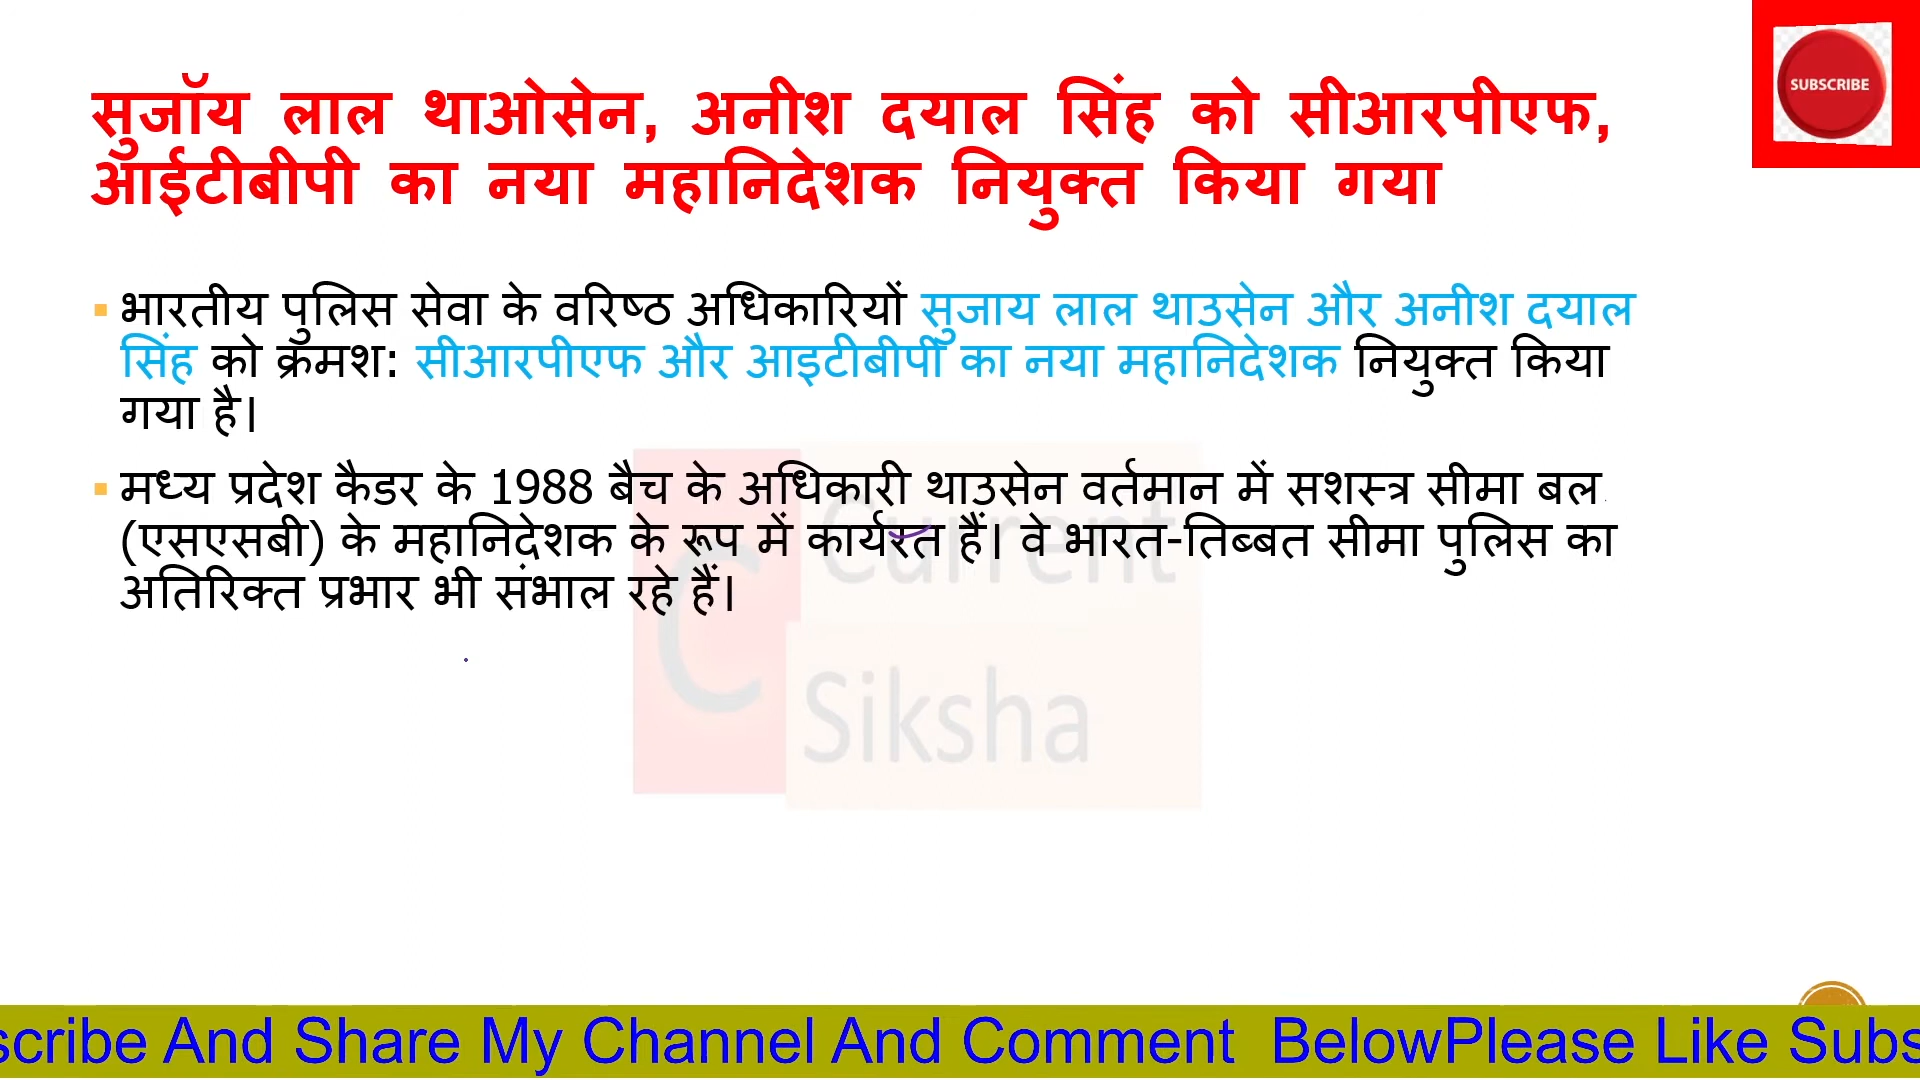 SUBSCRIBE
सुजॉय लाल थाओसेन, अनीश दयाल सिंह को सीआरपीएफ,
आईटीबीपी का नया महानिदेशक नियुक्त किया गया
भारतीय पुलिस सेवा के वरिष्ठ अधिकारियों सुजाय लाल थाउसेन और अनीश दयाल
सिंह को क्रमश: सीआरपीएफ और आइटीबीपी का नया महानिदेशक नियुक्त किया
गया है।
मध्य प्रदेश कैडर के 1988 बैच के अधिकारी थाउसेन वर्तमान में सशस्त्र सीमा बल
(एसएसबी) के महानिदेशक के रूप में कार्यरत हैं। वे भारत-तिब्बत सीमा पुलिस का
अतिरिक्त प्रभार भी संभाल रहे हैं।
C
Current
Siksha
scribe And Share My Channel And Comment BelowPlease Like Subs